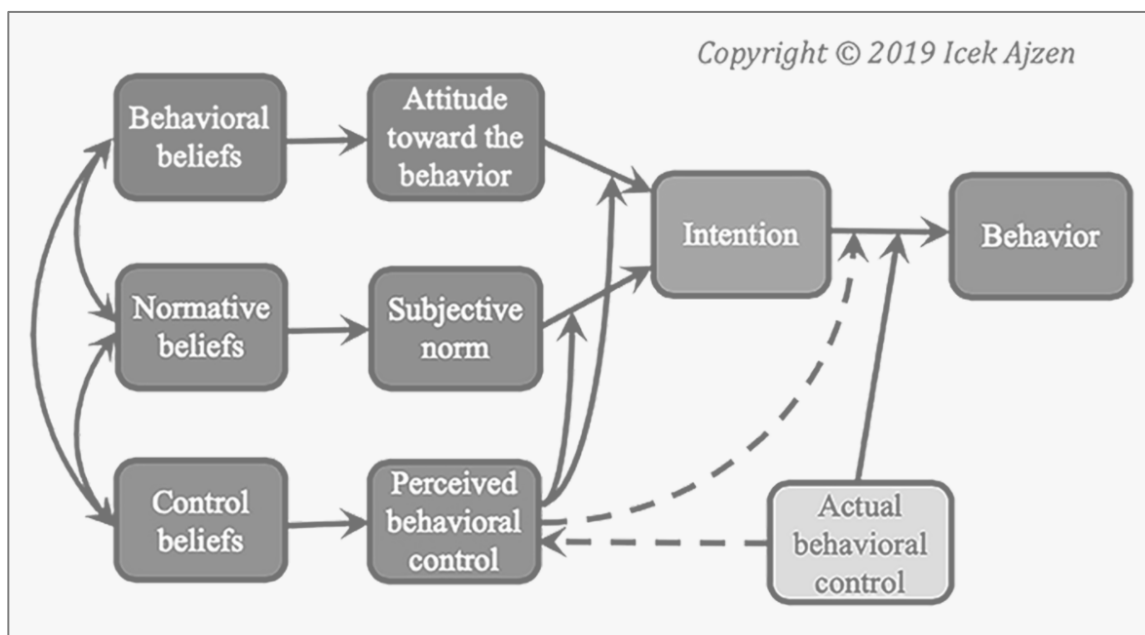 Copyright © 2019 Icek Ajzen
Behavioral
beliefs
Attitude
toward the
behavior
Intention
Behavior
Normative
beliefs
Subjective
norm
Control
beliefs
Perceived
behavioral
control
Actual
behavioral
control